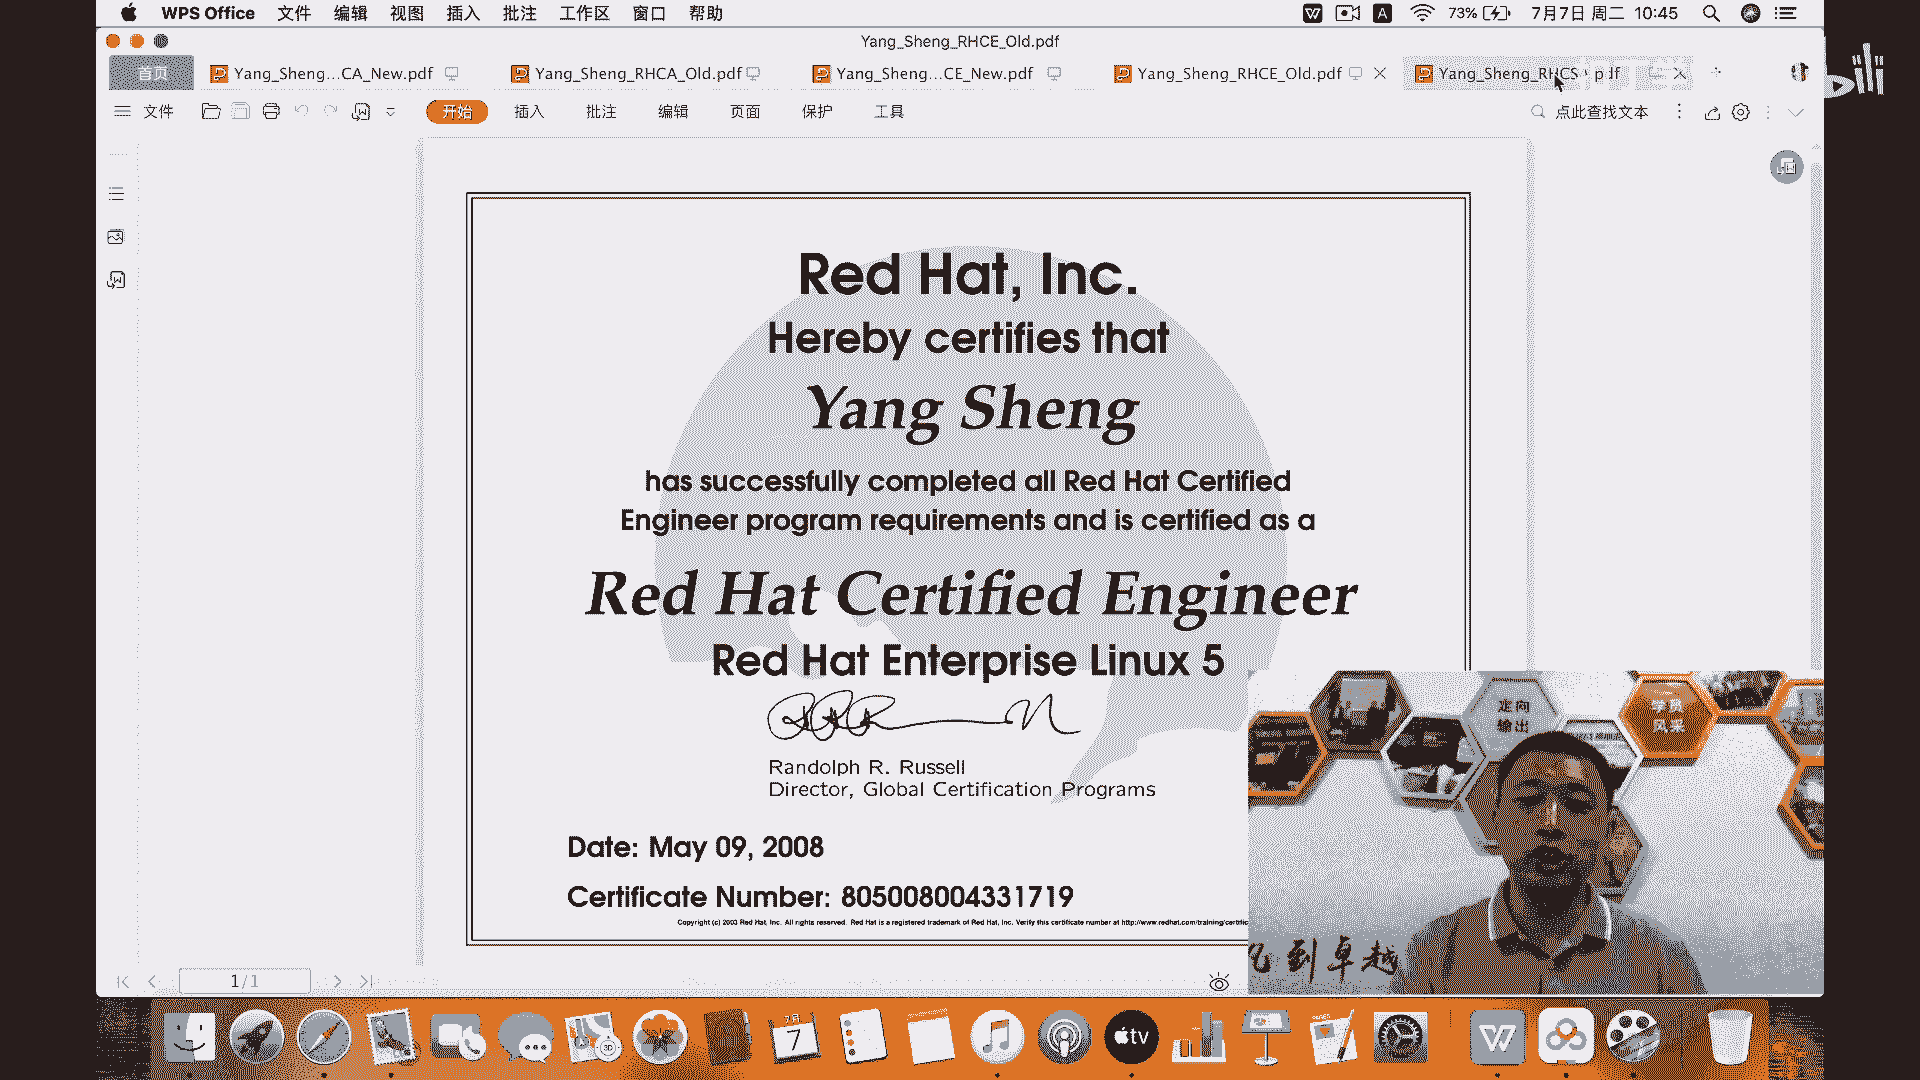 WPS Office 文件 编辑 视图 插入 批注 工作区 窗口 帮助 73% 7月7日 周二 10:45
Yang_Sheng_RHCE_Old.pdf
首页 Yang_Sheng...CA_New.pdf Yang_Sheng_RHCA_Old.pdf Yang_Sheng...CE_New.pdf Yang_Sheng_RHCE_Old.pdf Yang_Sheng_RHCS
bili
文件 开始 插入 批注 编辑 页面 保护 工具 点此查找文本
Red Hat, Inc.
Hereby certifies that
Yang Sheng
has successfully completed all Red Hat Certified
Engineer program requirements and is certified as a
Red Hat Certified Engineer
Red Hat Enterprise Linux 5
Randolph R. Russell
Director, Global Certification Programs
Date: May 09, 2008
Certificate Number: 805008004331719
Copyright (c) 2003 Red Hat, Inc. All rights reserved. Red Hat is a registered trademark of Red Hat, Inc. Verify this certificate number at http://www.redhat.com/training/certific
走向
输出
学员
风采
到卓越
1/1
7月
7
3D
tv